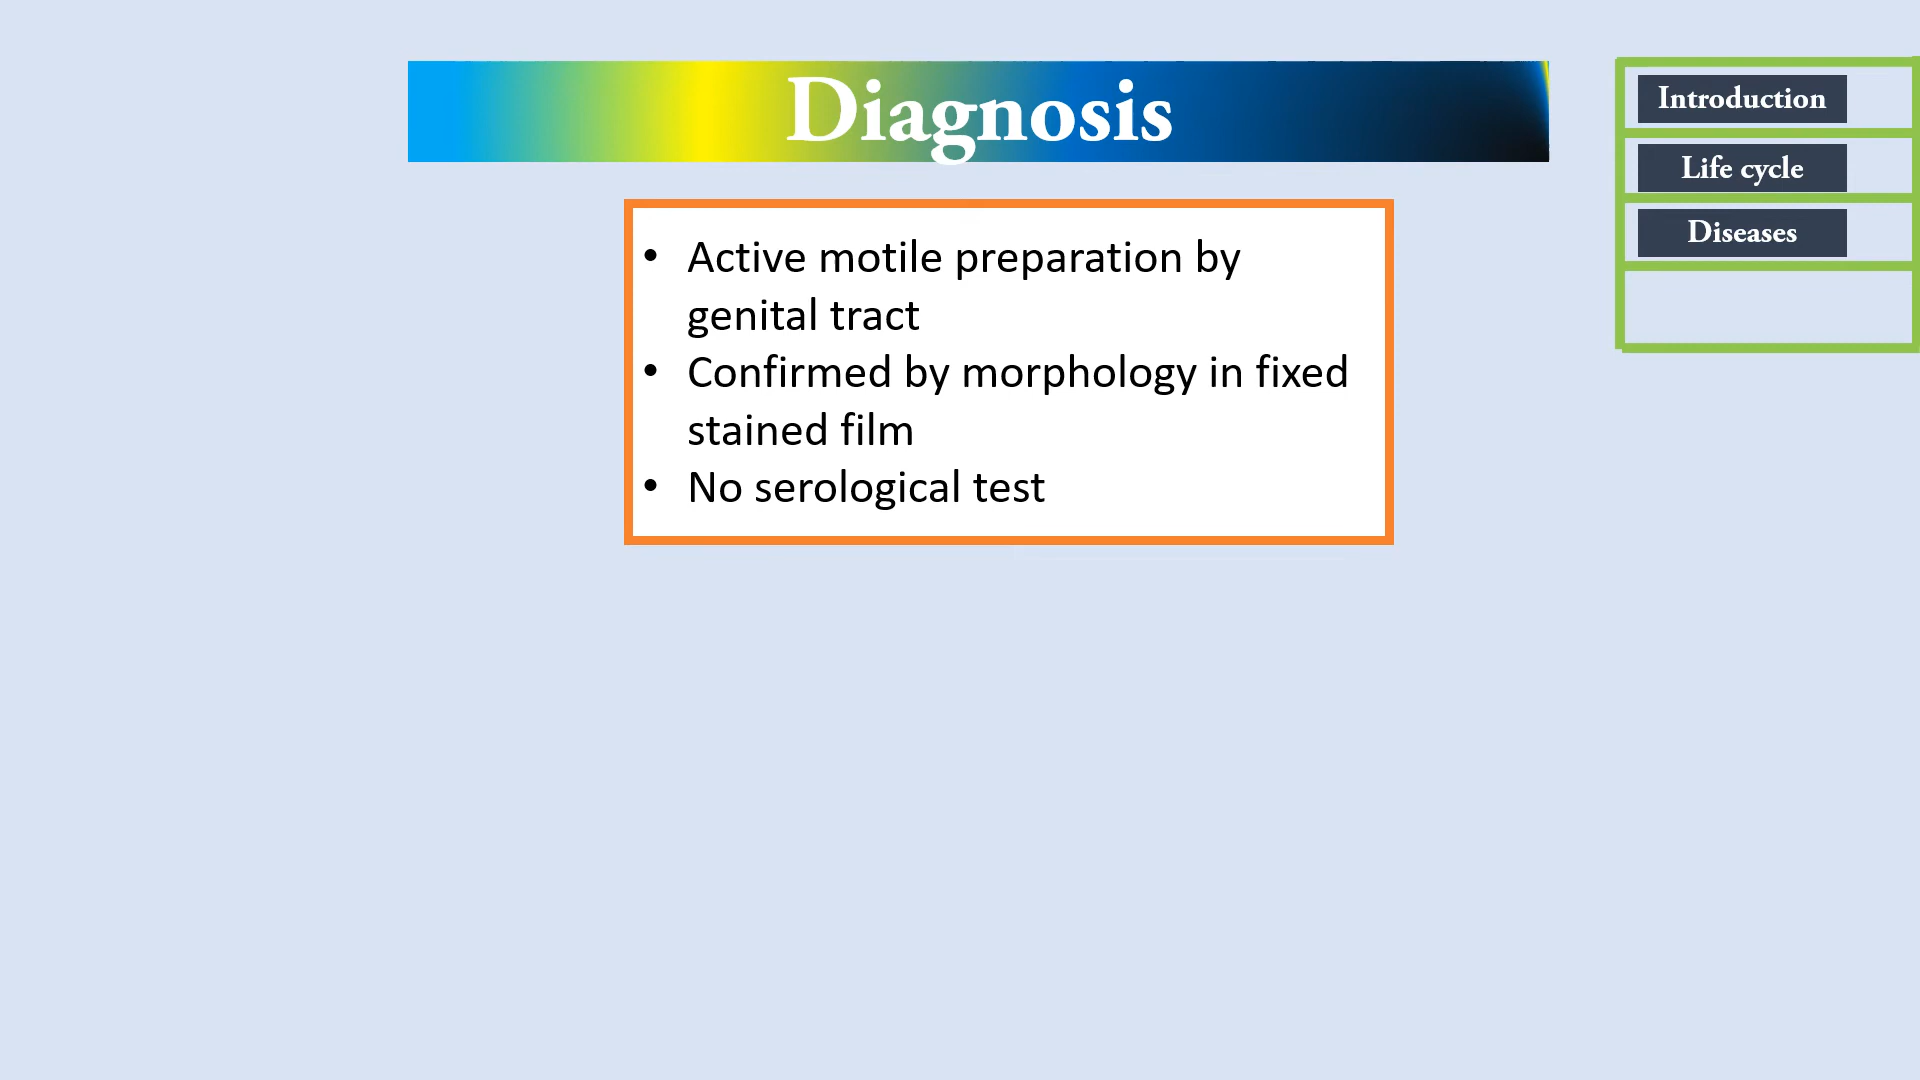 Diagnosis
• Active motile preparation by
genital tract
• Confirmed by morphology in fixed
stained film
• No serological test
Introduction
Life cycle
Diseases